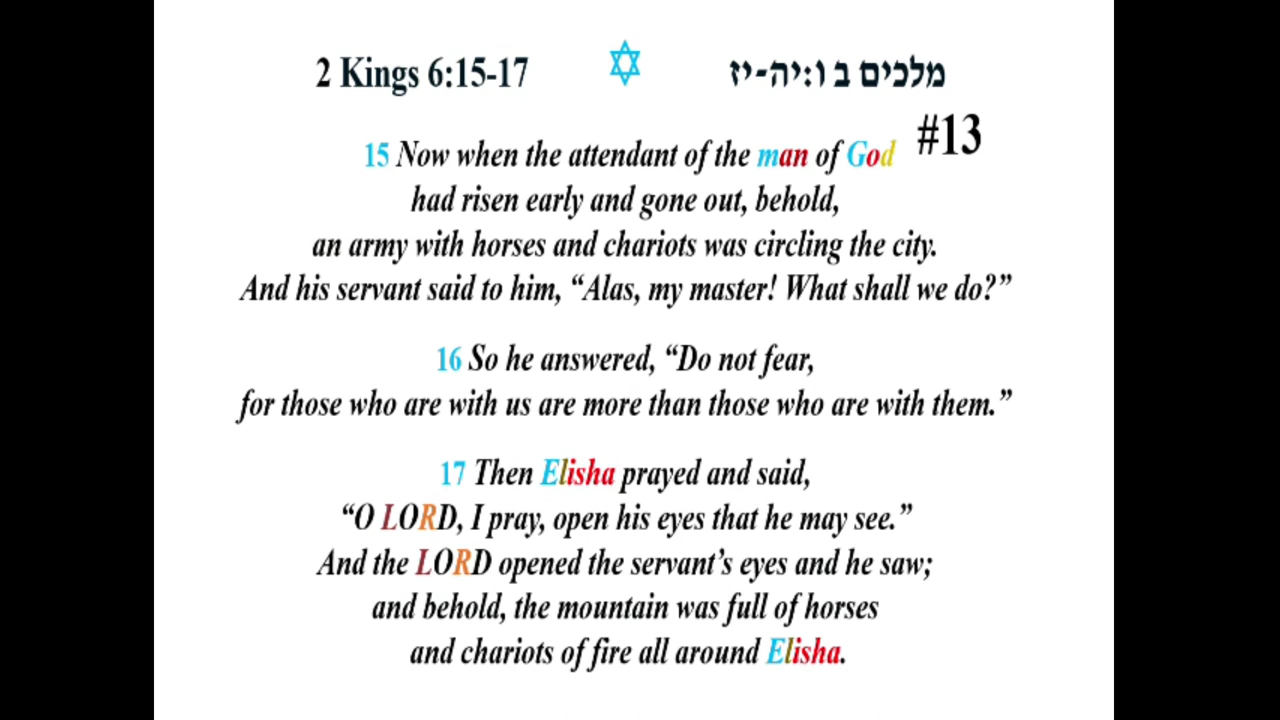 2 Kings 6:15-17 ✡ מלכים ב ו:יה-יז
#13
15 Now when the attendant of the man of God
had risen early and gone out, behold,
an army with horses and chariots was circling the city.
And his servant said to him, “Alas, my master! What shall we do?”
16 So he answered, “Do not fear,
for those who are with us are more than those who are with them.”
17 Then Elisha prayed and said,
“O LORD, I pray, open his eyes that he may see.”
And the LORD opened the servant’s eyes and he saw;
and behold, the mountain was full of horses
and chariots of fire all around Elisha.